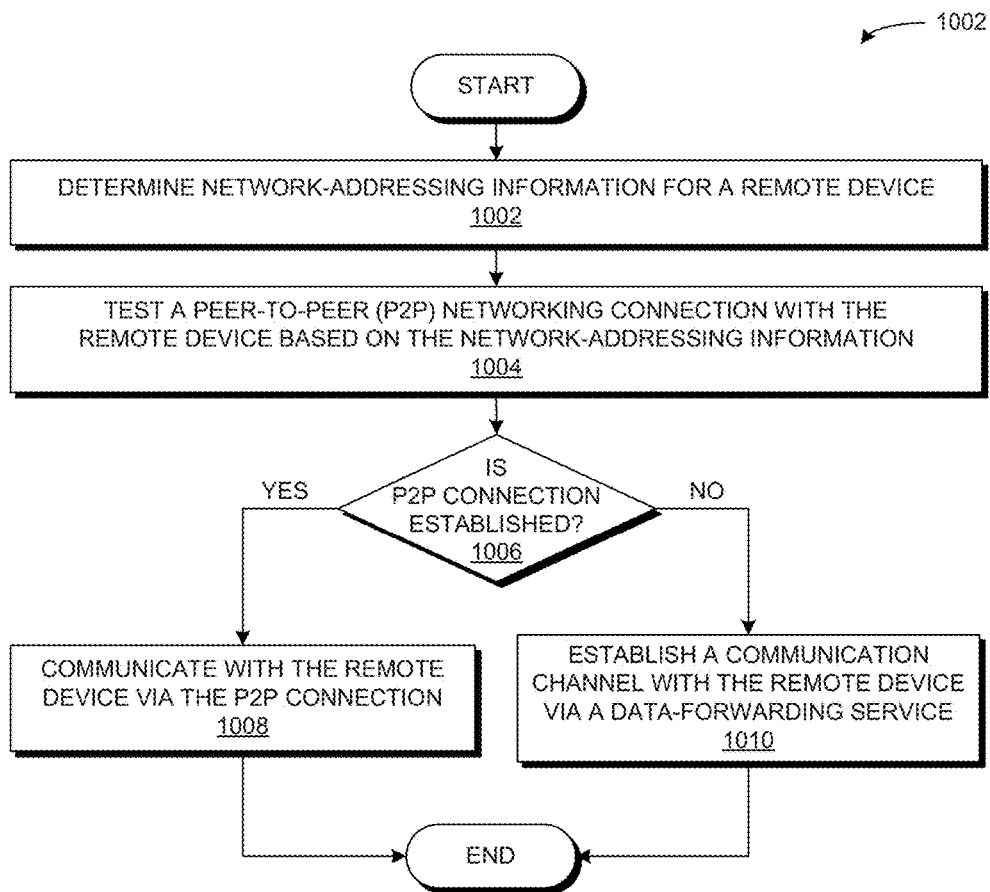 1002
START
DETERMINE NETWORK-ADDRESSING INFORMATION FOR A REMOTE DEVICE
1002
TEST A PEER-TO-PEER (P2P) NETWORKING CONNECTION WITH THE
REMOTE DEVICE BASED ON THE NETWORK-ADDRESSING INFORMATION
1004
IS
P2P CONNECTION
ESTABLISHED?
1006
YES
NO
COMMUNICATE WITH THE REMOTE
DEVICE VIA THE P2P CONNECTION
1008
ESTABLISH A COMMUNICATION
CHANNEL WITH THE REMOTE DEVICE
VIA A DATA-FORWARDING SERVICE
1010
END